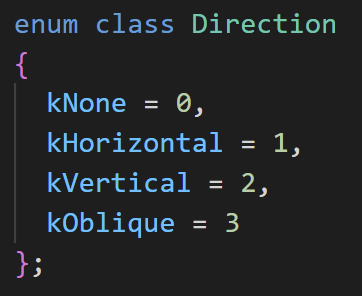 enum class Direction
{
  kNone = 0,
  kHorizontal = 1,
  kVertical = 2,
  kOblique = 3
};